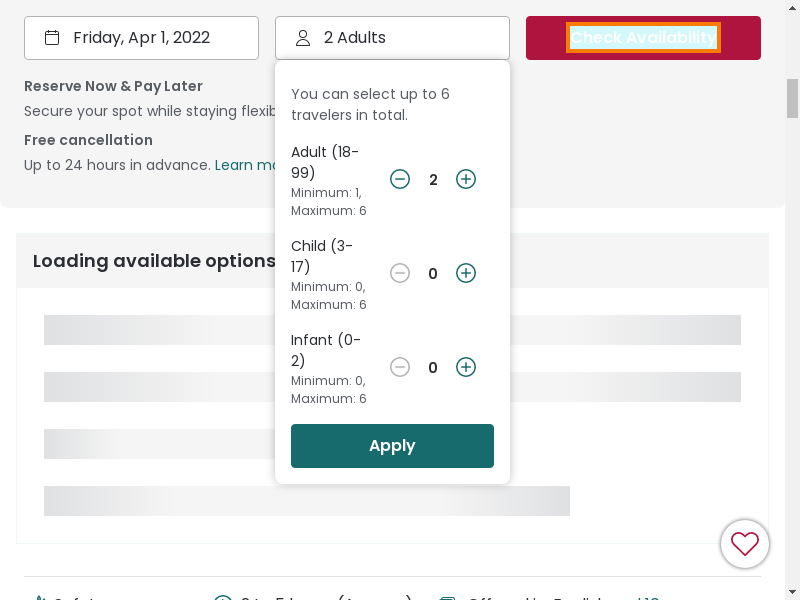 Friday, Apr 1, 2022
2 Adults
Check Availability
Reserve Now & Pay Later
Secure your spot while staying
Free cancellation
Up to 24 hours in advance. Learn
You can select up to 6
travelers in total.
Adult (18-
99)
Minimum: 1,
Maximum: 6
2
Child (3-
17)
Minimum: 0,
Maximum: 6
0
Infant (0-
2)
Minimum: 0,
Maximum: 6
0
Apply
Loading available options